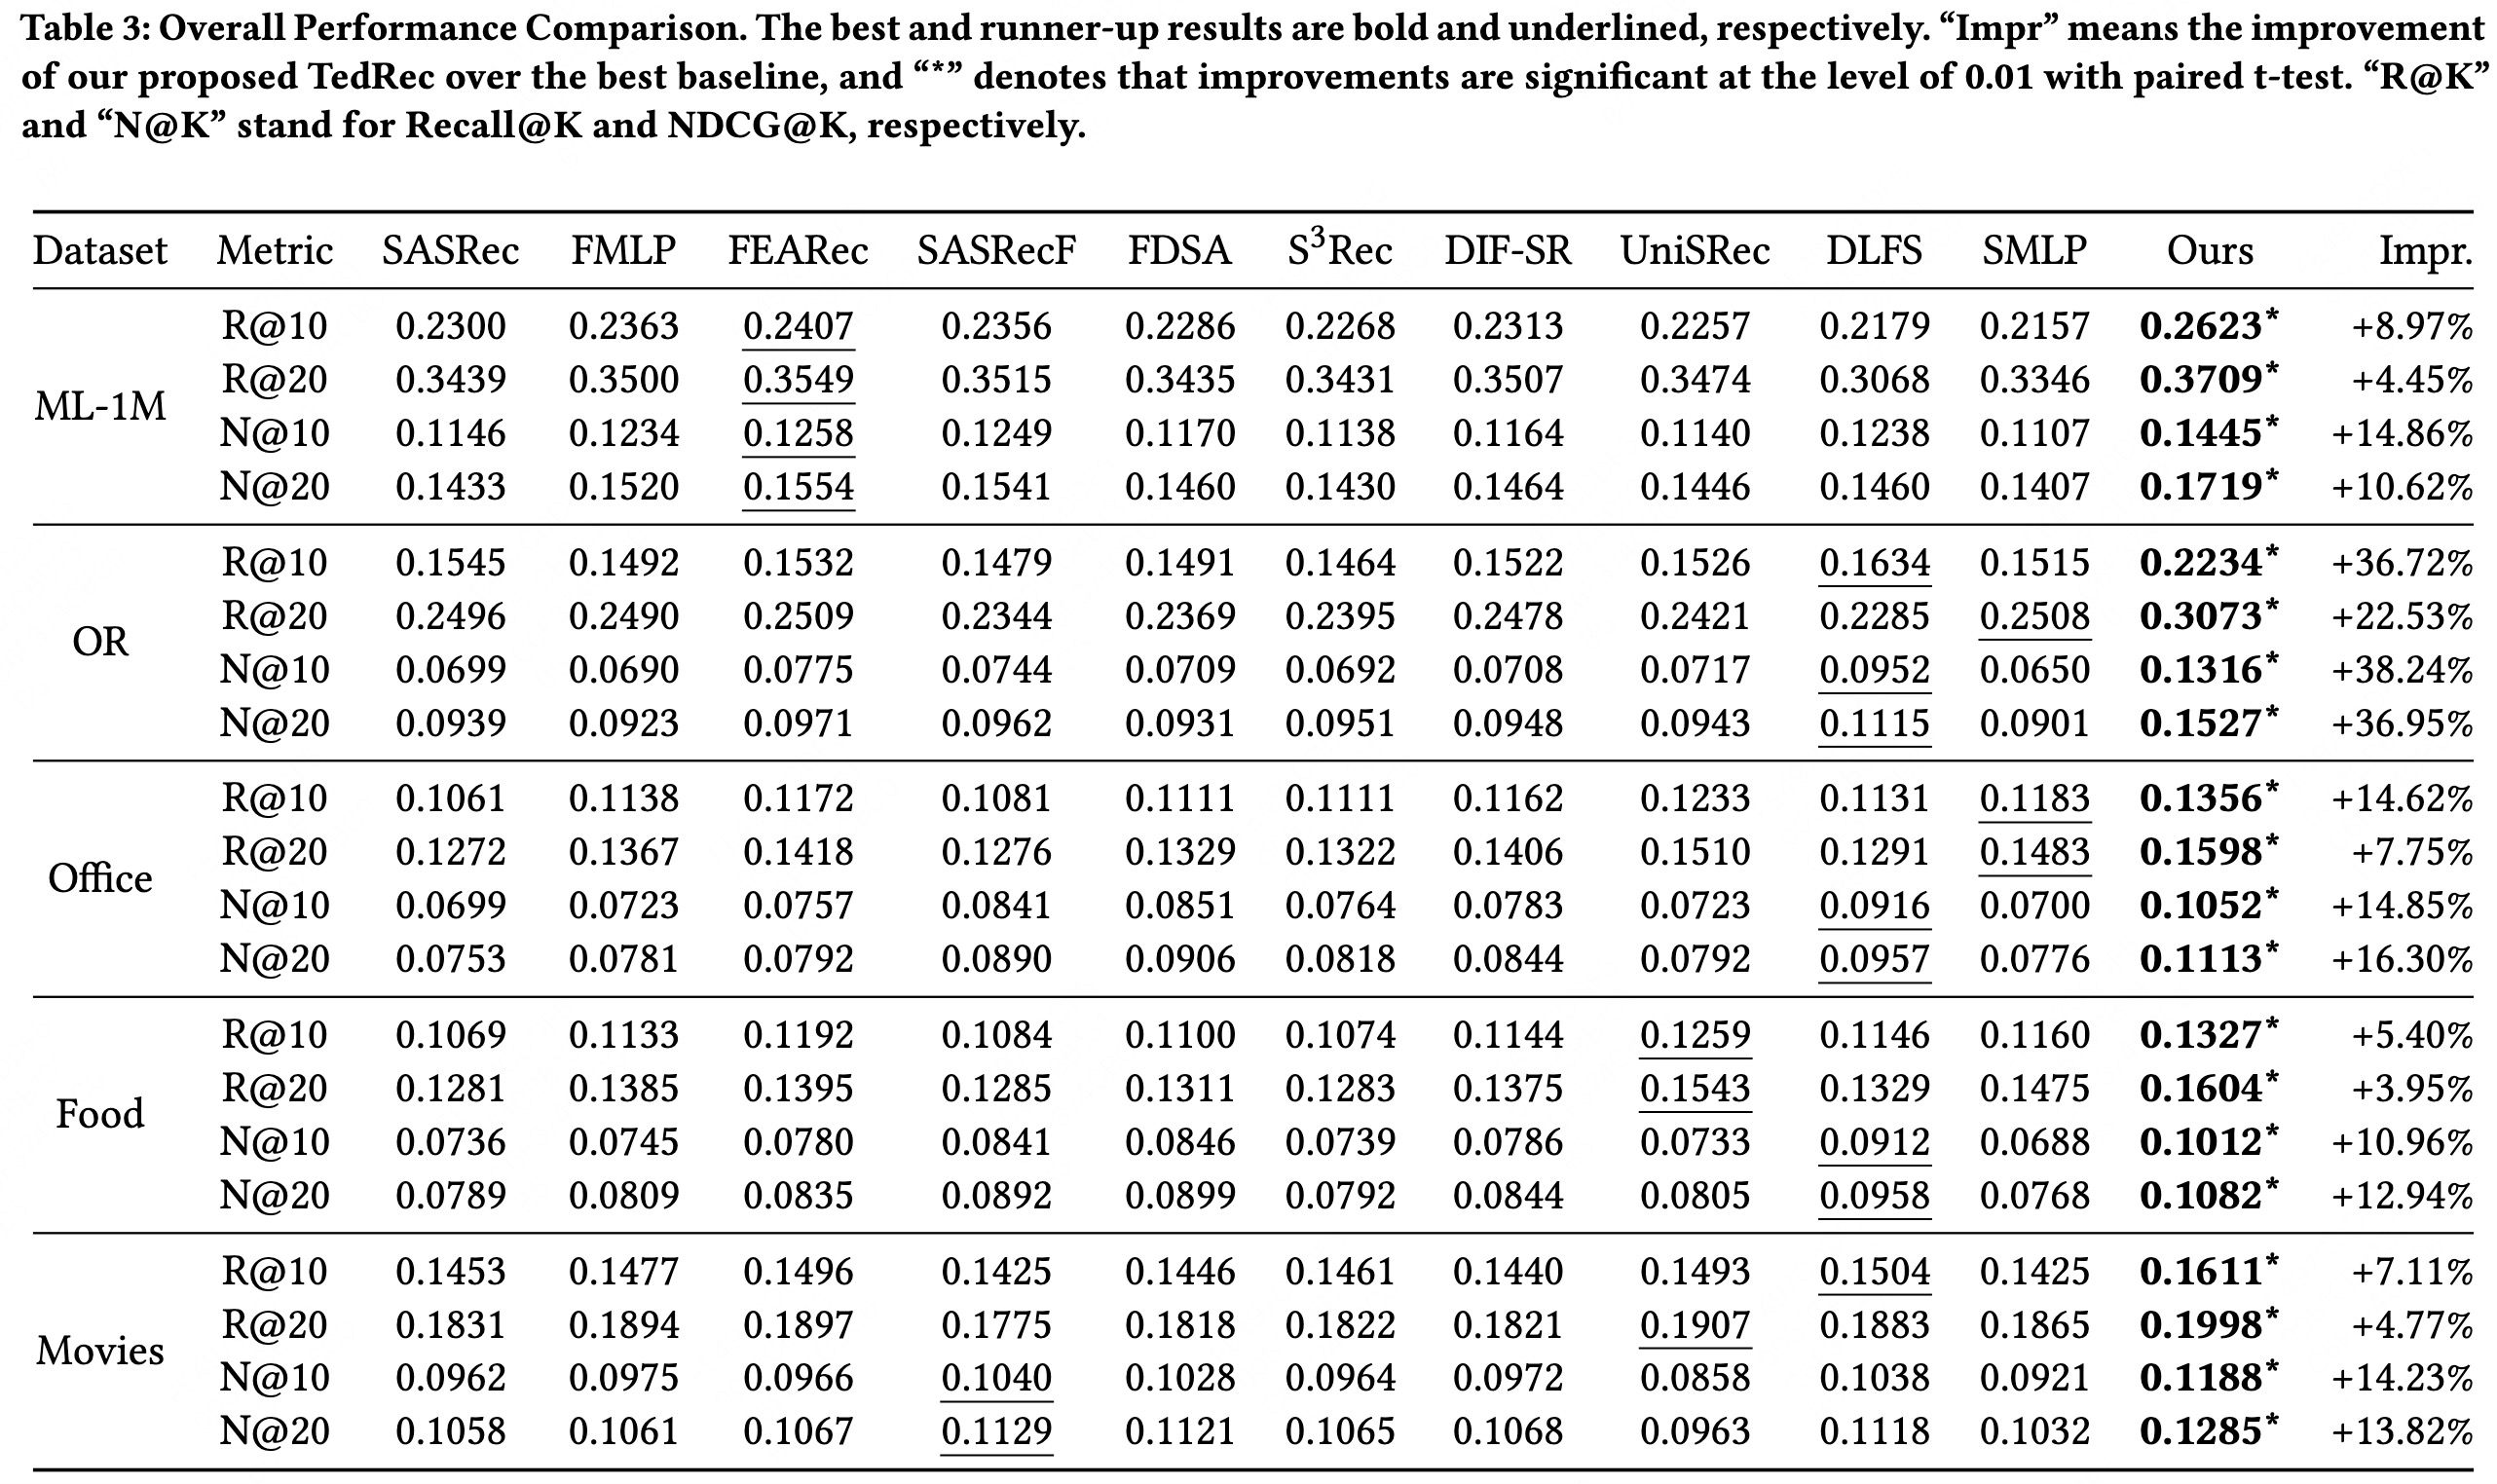 Table 3: Overall Performance Comparison. The best and runner-up results are bold and underlined, respectively. “Impr” means the improvement
of our proposed TedRec over the best baseline, and “*” denotes that improvements are significant at the level of 0.01 with paired t-test. “R@K”
and “N@K” stand for Recall@K and NDCG@K, respectively.
Dataset Metric SASRec FMLP FEARec SASRecF FDSA S³Rec DIF-SR UniSRec DLFS SMLP Ours Impr.
R@10 0.2300 0.2363 0.2407 0.2356 0.2286 0.2268 0.2313 0.2257 0.2179 0.2157 0.2623* +8.97%
R@20 0.3439 0.3500 0.3549 0.3515 0.3435 0.3431 0.3507 0.3474 0.3068 0.3346 0.3709* +4.45%
ML-1M
N@10 0.1146 0.1234 0.1258 0.1249 0.1170 0.1138 0.1164 0.1140 0.1238 0.1107 0.1445* +14.86%
N@20 0.1433 0.1520 0.1554 0.1541 0.1460 0.1430 0.1464 0.1446 0.1460 0.1407 0.1719* +10.62%
R@10 0.1545 0.1492 0.1532 0.1479 0.1491 0.1464 0.1522 0.1526 0.1634 0.1515 0.2234* +36.72%
R@20 0.2496 0.2490 0.2509 0.2344 0.2369 0.2395 0.2478 0.2421 0.2285 0.2508 0.3073* +22.53%
OR
N@10 0.0699 0.0690 0.0775 0.0744 0.0709 0.0692 0.0708 0.0717 0.0952 0.0650 0.1316* +38.24%
N@20 0.0939 0.0923 0.0971 0.0962 0.0931 0.0951 0.0948 0.0943 0.1115 0.0901 0.1527* +36.95%
R@10 0.1061 0.1138 0.1172 0.1081 0.1111 0.1111 0.1162 0.1233 0.1131 0.1183 0.1356* +14.62%
R@20 0.1272 0.1367 0.1418 0.1276 0.1329 0.1322 0.1406 0.1510 0.1291 0.1483 0.1598* +7.75%
Office
N@10 0.0699 0.0723 0.0757 0.0841 0.0851 0.0764 0.0783 0.0723 0.0916 0.0700 0.1052* +14.85%
N@20 0.0753 0.0781 0.0792 0.0890 0.0906 0.0818 0.0844 0.0792 0.0957 0.0776 0.1113* +16.30%
R@10 0.1069 0.1133 0.1192 0.1084 0.1100 0.1074 0.1144 0.1259 0.1146 0.1160 0.1327* +5.40%
R@20 0.1281 0.1385 0.1395 0.1285 0.1311 0.1283 0.1375 0.1543 0.1329 0.1475 0.1604* +3.95%
Food
N@10 0.0736 0.0745 0.0780 0.0841 0.0846 0.0739 0.0786 0.0733 0.0912 0.0688 0.1012* +10.96%
N@20 0.0789 0.0809 0.0835 0.0892 0.0899 0.0792 0.0844 0.0805 0.0958 0.0768 0.1082* +12.94%
R@10 0.1453 0.1477 0.1496 0.1425 0.1446 0.1461 0.1440 0.1493 0.1504 0.1425 0.1611* +7.11%
R@20 0.1831 0.1894 0.1897 0.1775 0.1818 0.1822 0.1821 0.1907 0.1883 0.1865 0.1998* +4.77%
Movies
N@10 0.0962 0.0975 0.0966 0.1040 0.1028 0.0964 0.0972 0.0858 0.1038 0.0921 0.1188* +14.23%
N@20 0.1058 0.1061 0.1067 0.1129 0.1121 0.1065 0.1068 0.0963 0.1118 0.1032 0.1285* +13.82%